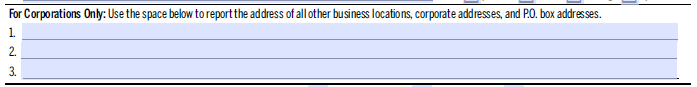 For Corporations Only: Use the space below to report the address of all other business locations, corporate addresses, and P.O. box addresses.
1.
2.
3.